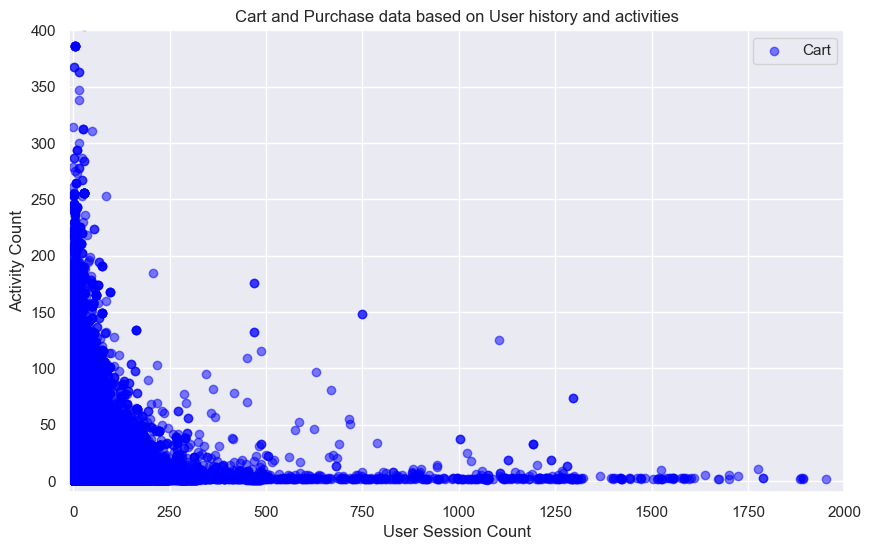 Cart and Purchase data based on User history and activities
Cart
400
350
300
250
200
150
100
50
0
Activity Count
0 250 500 750 1000 1250 1500 1750 2000
User Session Count